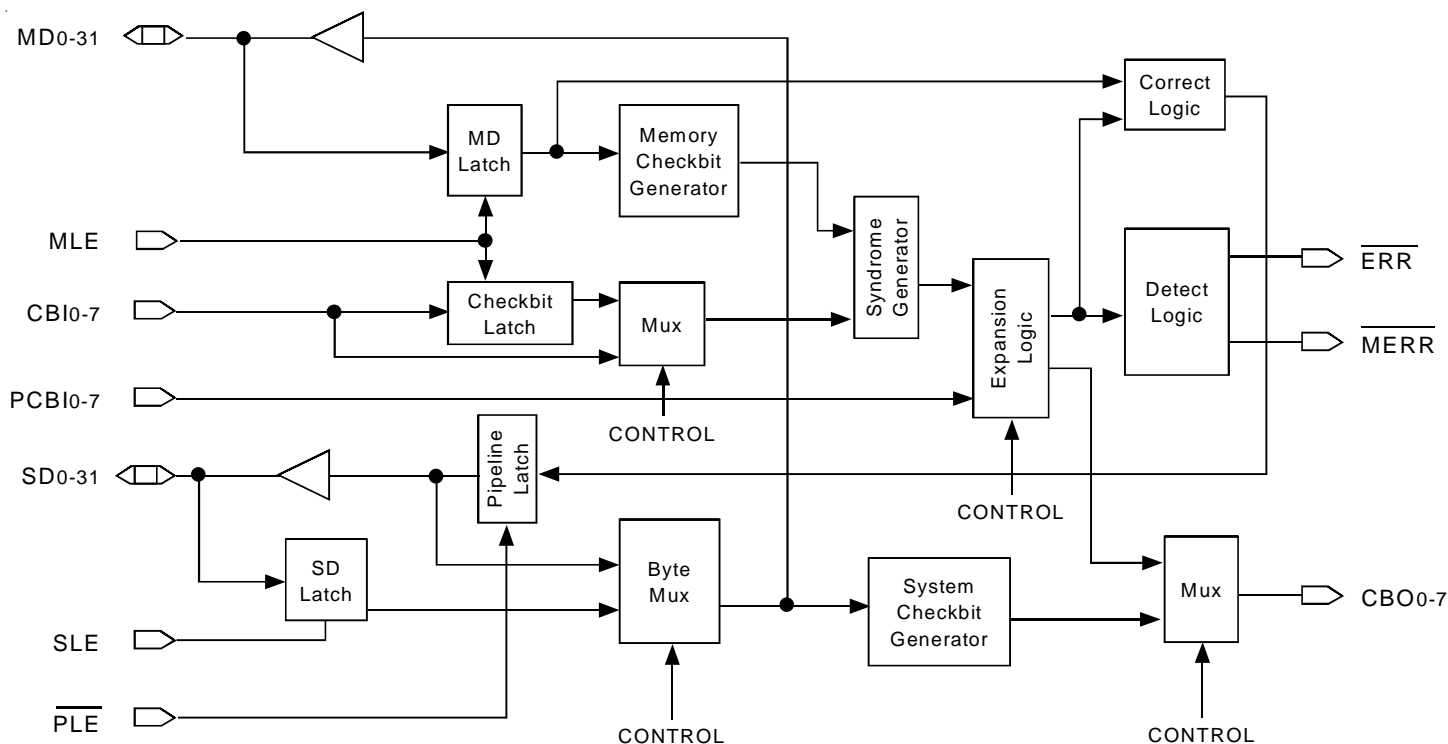 MD0-31
Correct
Logic
MD
Latch
Memory
Checkbit
Generator
MLE
Syndrome
Generator
ERR
CBI0-7
Checkbit
Latch
Mux
Expansion
Logic
Detect
Logic
MERR
PCBI0-7
CONTROL
Pipeline
Latch
SD0-31
CONTROL
SD
Latch
Byte
Mux
System
Checkbit
Generator
Mux
CBO0-7
SLE
PLE
CONTROL
CONTROL